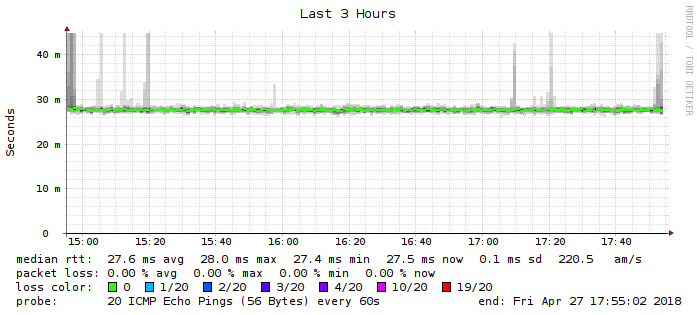 Last 3 Hours
RRDTOOL / TOBI OETIKER
Seconds
40 m
30 m
20 m
10 m
0
15:00 15:20 15:40 16:00 16:20 16:40 17:00 17:20 17:40
median rtt: 27.6 ms avg 28.0 ms max 27.4 ms min 27.5 ms now 0.1 ms sd 220.5 am/s
packet loss: 0.00 % avg 0.00 % max 0.00 % min 0.00 % now
loss color: 0 1/20 2/20 3/20 4/20 10/20 19/20
probe: 20 ICMP Echo Pings (56 Bytes) every 60s end: Fri Apr 27 17:55:02 2018